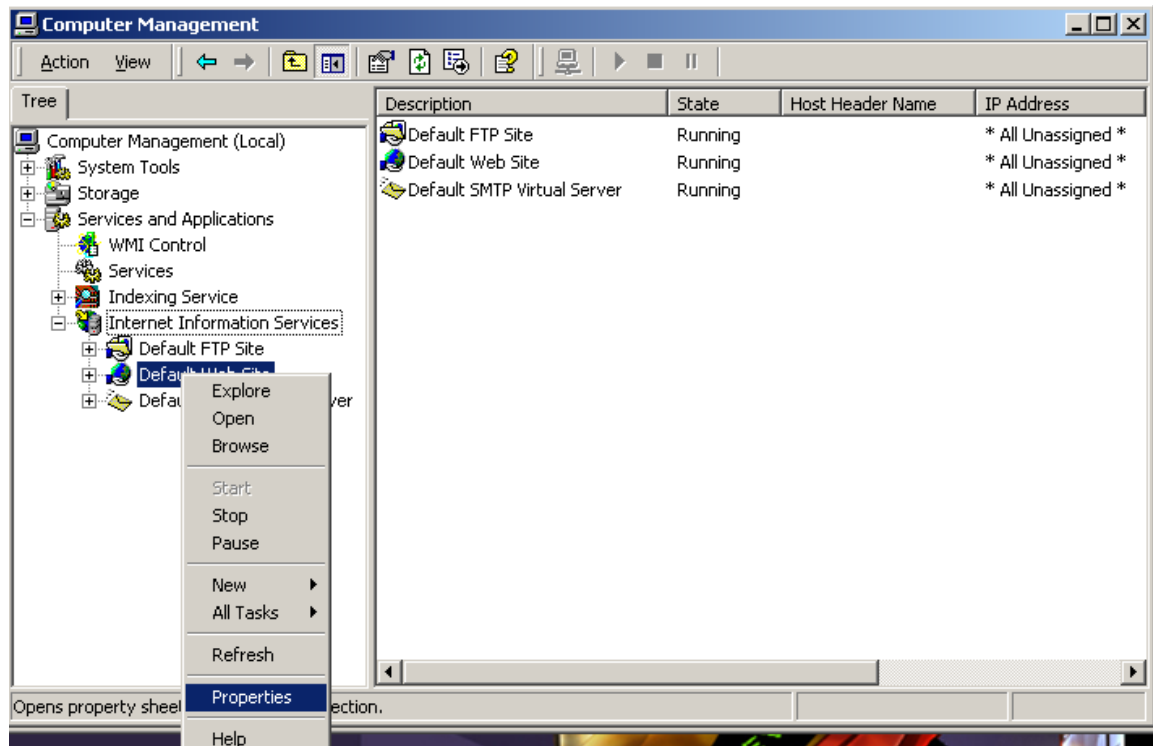 Computer Management
Action View
Tree
Description State Host Header Name IP Address
Computer Management (Local)
System Tools
Storage
Services and Applications
WMI Control
Services
Indexing Service
Internet Information Services
Default FTP Site
Default Web Site
Defau ver
Default FTP Site Running * All Unassigned *
Default Web Site Running * All Unassigned *
Default SMTP Virtual Server Running * All Unassigned *
Explore
Open
Browse
Start
Stop
Pause
New
All Tasks
Refresh
Properties
Help
Opens property sheet ection.